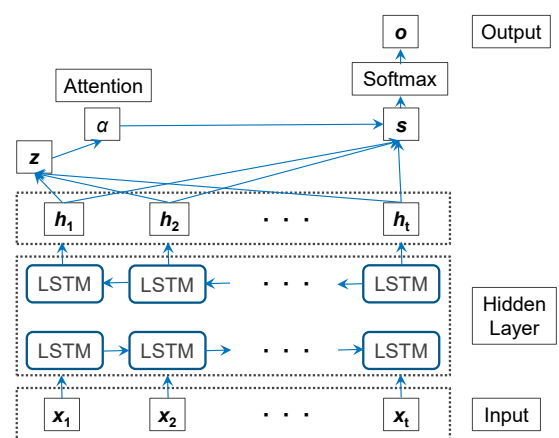 o Output
Softmax
Attention
α s
z
h1 h2 · · · ht
LSTM LSTM · · · LSTM
Hidden
Layer
LSTM LSTM · · · LSTM
x1 x2 · · · xt Input